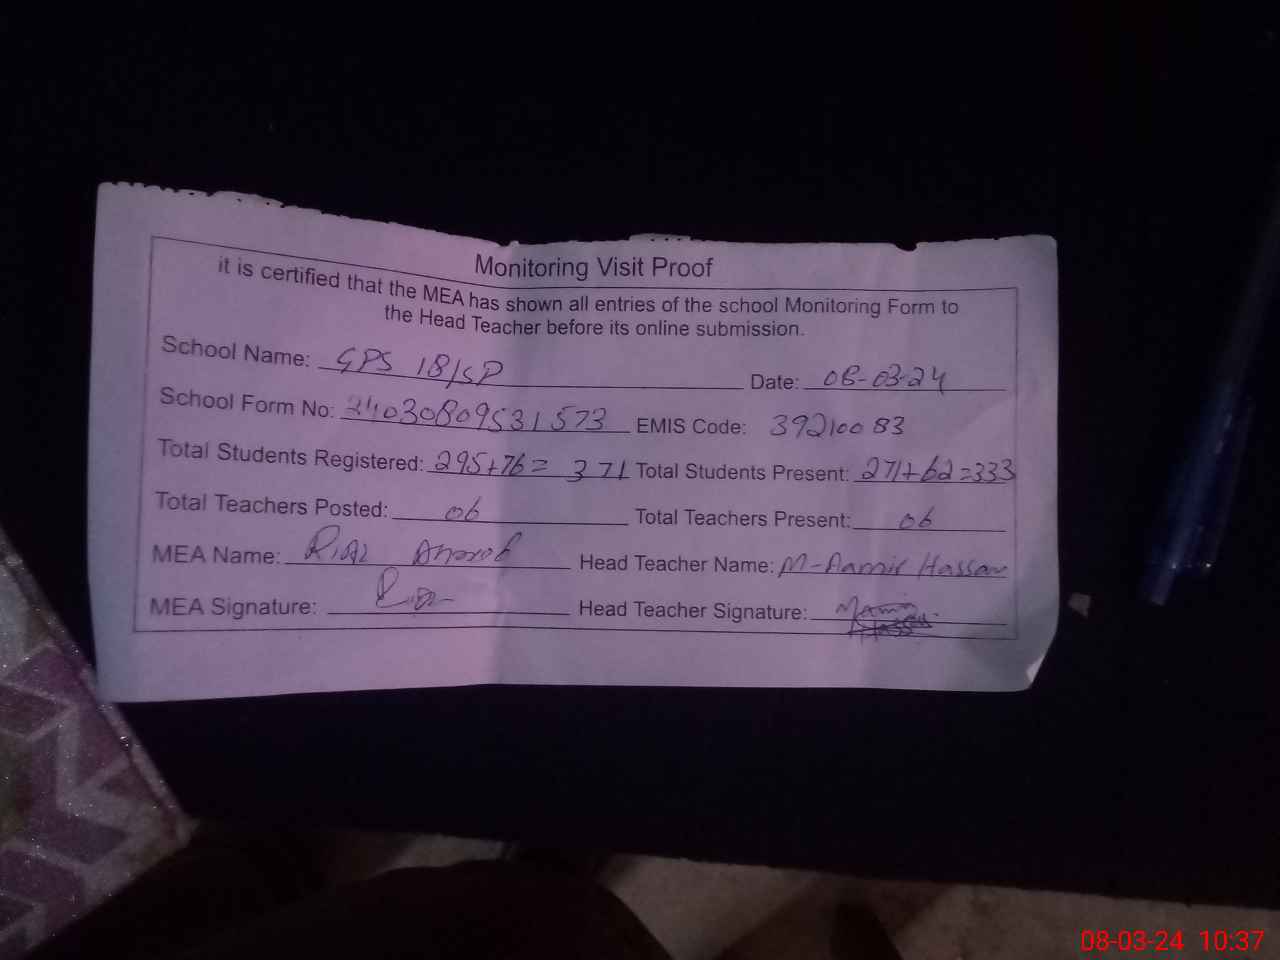 Monitoring Visit Proof
it is certified that the MEA has shown all entries of the school Monitoring Form to
the Head Teacher before its online submission.
School Name: GPS 18/SP Date: 08-03-24
School Form No: 24030809531573 EMIS Code: 39210083
Total Students Registered: 295+76= 371 Total Students Present: 271+62=333
Total Teachers Posted: 06 Total Teachers Present: 06
MEA Name: Riaz Head Teacher Name: M-Aamir Hassan
MEA Signature: Head Teacher Signature:
08-03-24 10:37